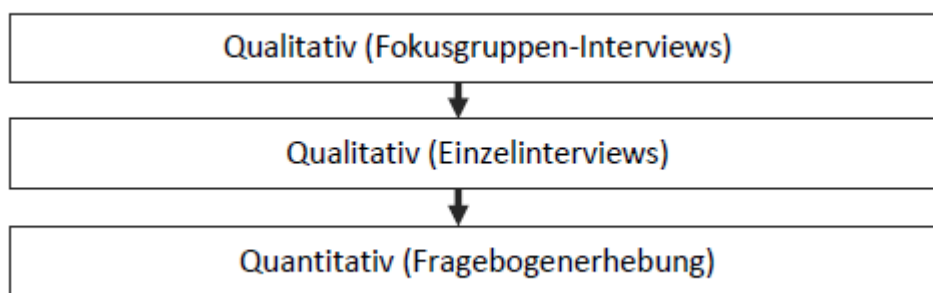 Qualitativ (Fokusgruppen-Interviews)
Qualitativ (Einzelinterviews)
Quantitativ (Fragebogenerhebung)